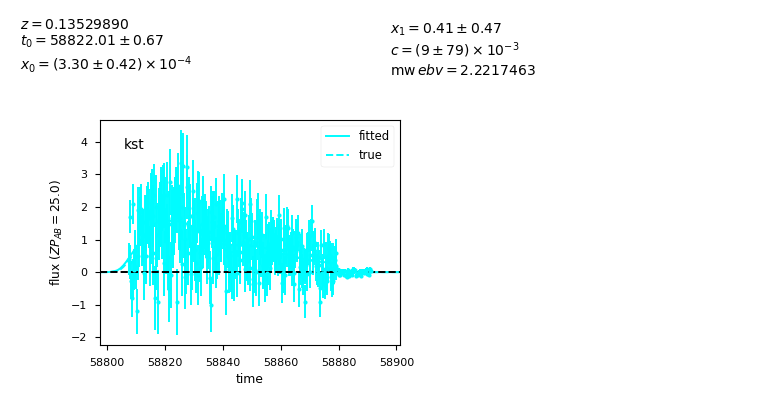 z = 0.13529890
t₀ = 58822.01 ± 0.67
x₀ = (3.30 ± 0.42) × 10⁻⁴
x₁ = 0.41 ± 0.47
c = (9 ± 79) × 10⁻³
mw ebv = 2.2217463
kst
fitted
true
flux (ZP_AB = 25.0)
4
3
2
1
0
−1
−2
58800 58820 58840 58860 58880 58900
time